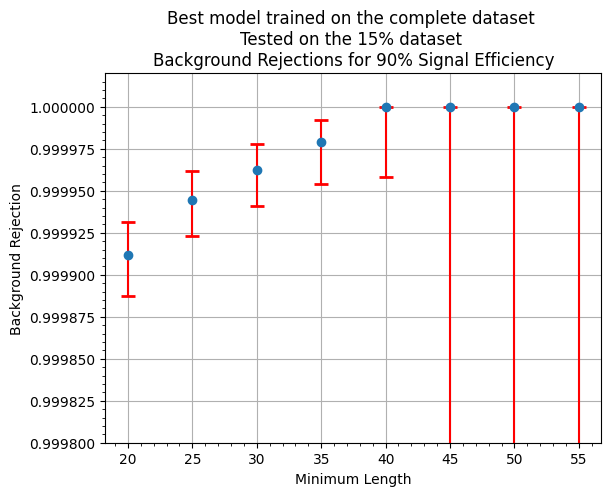 Best model trained on the complete dataset
Tested on the 15% dataset
Background Rejections for 90% Signal Efficiency
1.000000
0.999975
0.999950
0.999925
0.999900
0.999875
0.999850
0.999825
0.999800
Background Rejection
20 25 30 35 40 45 50 55
Minimum Length